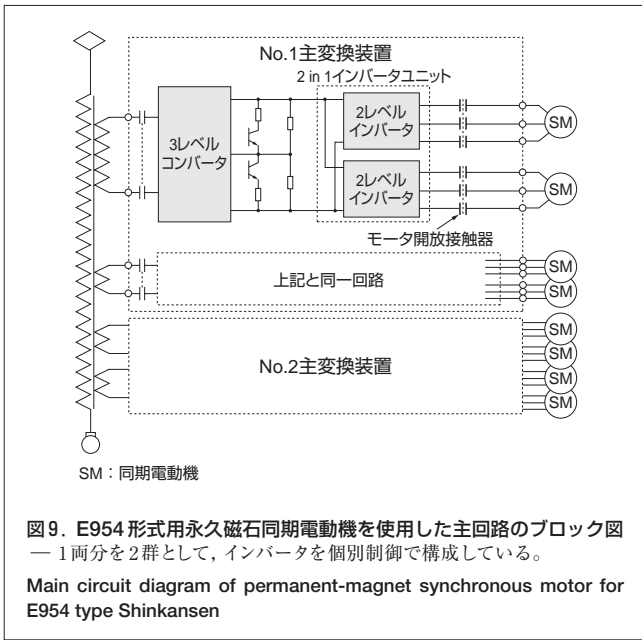 No.1主変換装置
2 in 1インバータユニット
3レベル
コンバータ
2レベル
インバータ
SM
2レベル
インバータ
SM
モータ開放接触器
上記と同一回路
SM
SM
No.2主変換装置
SM
SM
SM
SM
SM：同期電動機
図9．E954形式用永久磁石同期電動機を使用した主回路のブロック図
― 1両分を2群として，インバータを個別制御で構成している。
Main circuit diagram of permanent-magnet synchronous motor for
E954 type Shinkansen